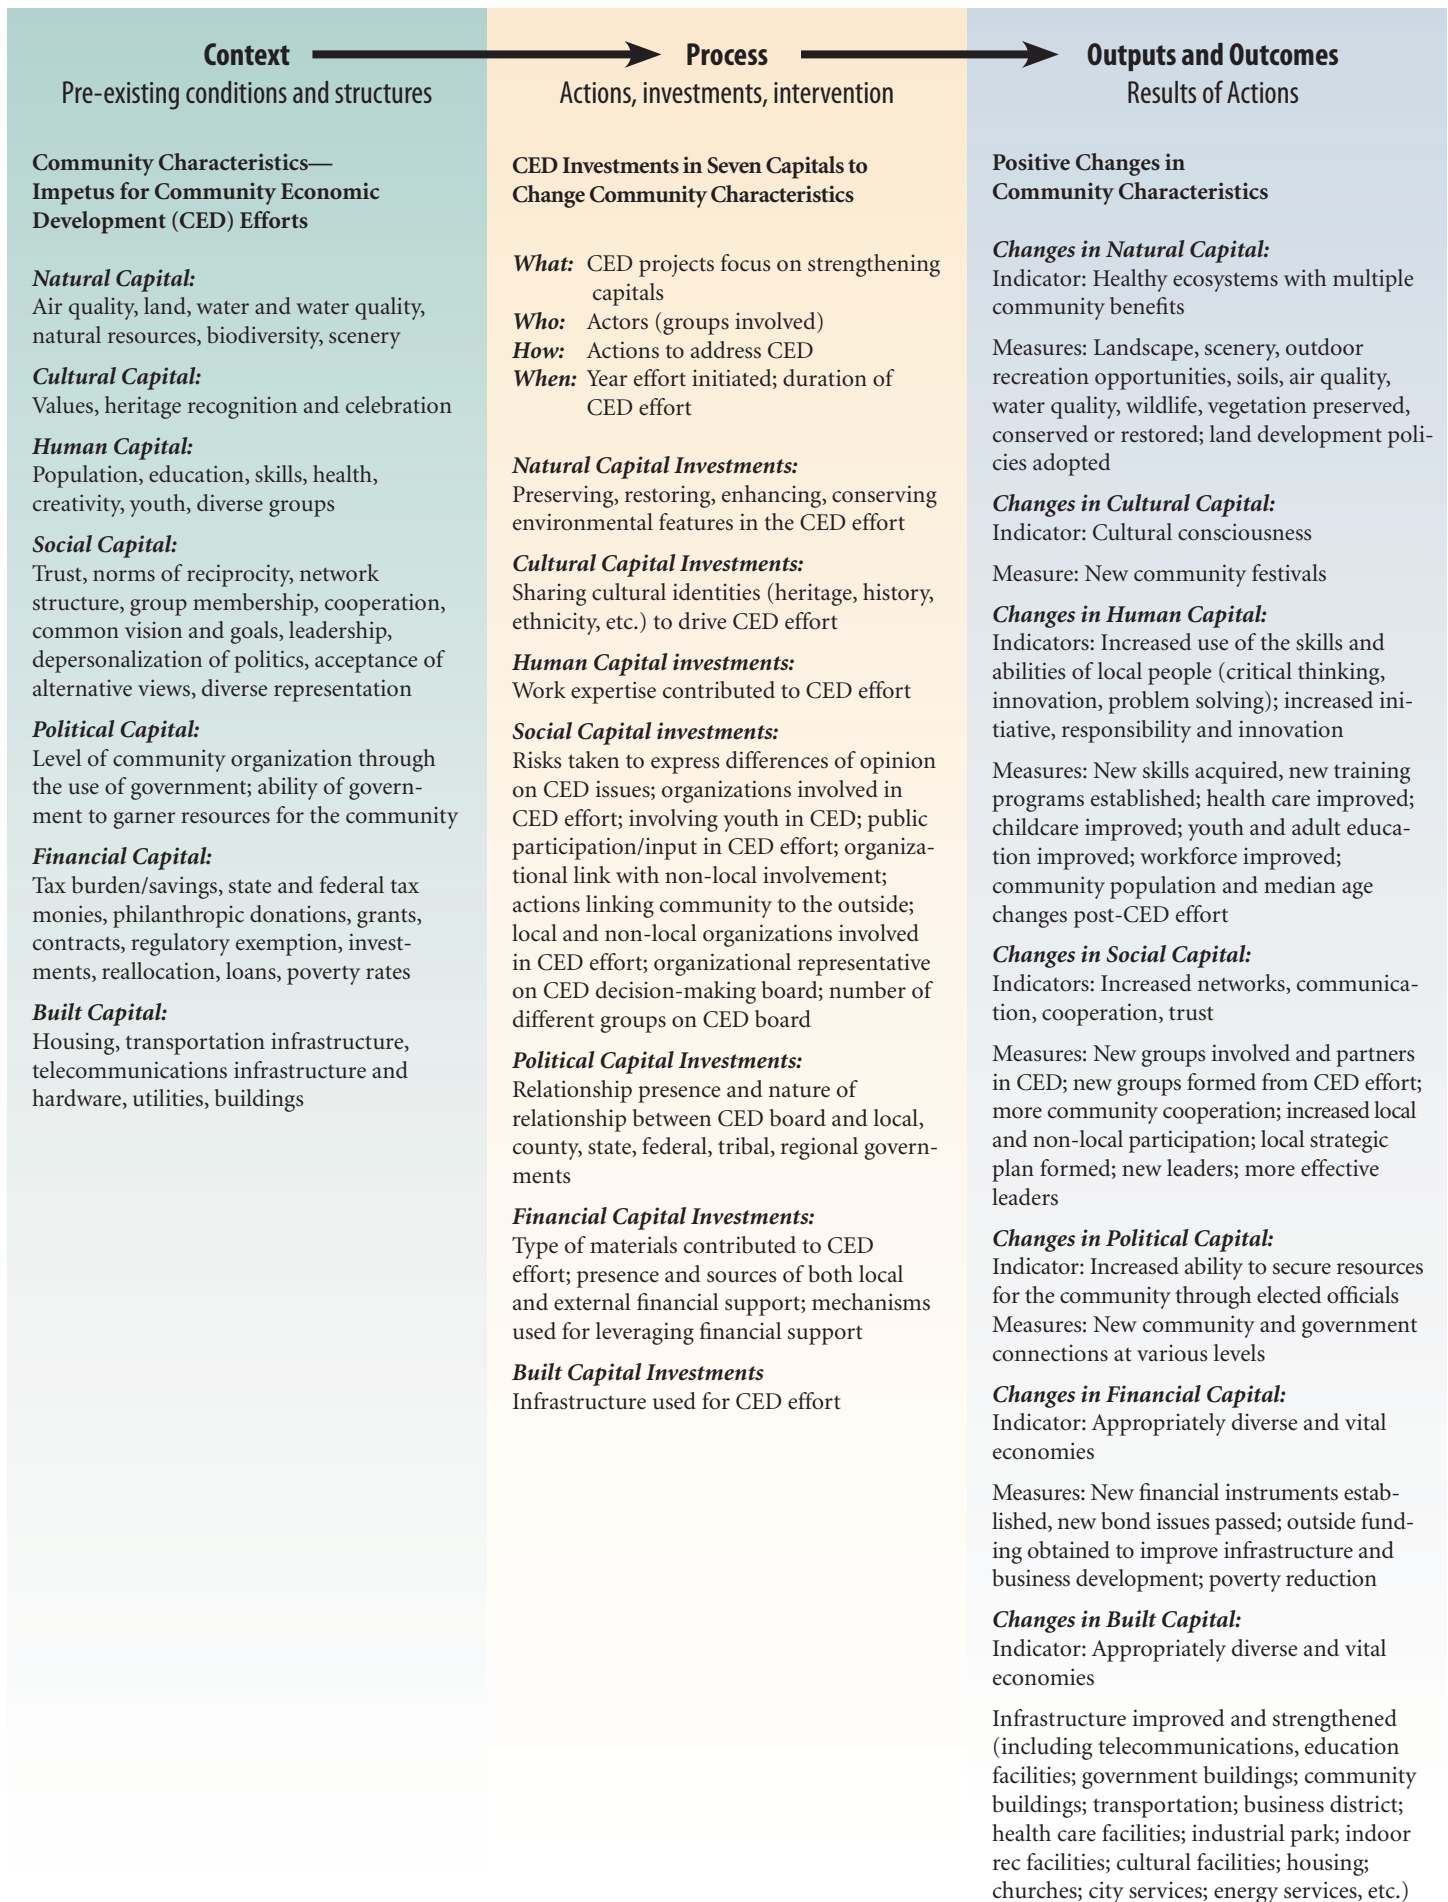 Context
Pre-existing conditions and structures
Community Characteristics—
Impetus for Community Economic
Development (CED) Efforts
Natural Capital:
Air quality, land, water and water quality,
natural resources, biodiversity, scenery
Cultural Capital:
Values, heritage recognition and celebration
Human Capital:
Population, education, skills, health,
creativity, youth, diverse groups
Social Capital:
Trust, norms of reciprocity, network
structure, group membership, cooperation,
common vision and goals, leadership,
depersonalization of politics, acceptance of
alternative views, diverse representation
Political Capital:
Level of community organization through
the use of government; ability of govern-
ment to garner resources for the community
Financial Capital:
Tax burden/savings, state and federal tax
monies, philanthropic donations, grants,
contracts, regulatory exemption, invest-
ments, reallocation, loans, poverty rates
Built Capital:
Housing, transportation infrastructure,
telecommunications infrastructure and
hardware, utilities, buildings
Process
Actions, investments, intervention
CED Investments in Seven Capitals to
Change Community Characteristics
What: CED projects focus on strengthening
capitals
Who: Actors (groups involved)
How: Actions to address CED
When: Year effort initiated; duration of
CED effort
Natural Capital Investments:
Preserving, restoring, enhancing, conserving
environmental features in the CED effort
Cultural Capital Investments:
Sharing cultural identities (heritage, history,
ethnicity, etc.) to drive CED effort
Human Capital investments:
Work expertise contributed to CED effort
Social Capital investments:
Risks taken to express differences of opinion
on CED issues; organizations involved in
CED effort; involving youth in CED; public
participation/input in CED effort; organiza-
tional link with non-local involvement;
actions linking community to the outside;
local and non-local organizations involved
in CED effort; organizational representative
on CED decision-making board; number of
different groups on CED board
Political Capital Investments:
Relationship presence and nature of
relationship between CED board and local,
county, state, federal, tribal, regional govern-
ments
Financial Capital Investments:
Type of materials contributed to CED
effort; presence and sources of both local
and external financial support; mechanisms
used for leveraging financial support
Built Capital Investments
Infrastructure used for CED effort
Outputs and Outcomes
Results of Actions
Positive Changes in
Community Characteristics
Changes in Natural Capital:
Indicator: Healthy ecosystems with multiple
community benefits
Measures: Landscape, scenery, outdoor
recreation opportunities, soils, air quality,
water quality, wildlife, vegetation preserved,
conserved or restored; land development poli-
cies adopted
Changes in Cultural Capital:
Indicator: Cultural consciousness
Measure: New community festivals
Changes in Human Capital:
Indicators: Increased use of the skills and
abilities of local people (critical thinking,
innovation, problem solving); increased ini-
tiative, responsibility and innovation
Measures: New skills acquired, new training
programs established; health care improved;
childcare improved; youth and adult educa-
tion improved; workforce improved;
community population and median age
changes post-CED effort
Changes in Social Capital:
Indicators: Increased networks, communica-
tion, cooperation, trust
Measures: New groups involved and partners
in CED; new groups formed from CED effort;
more community cooperation; increased local
and non-local participation; local strategic
plan formed; new leaders; more effective
leaders
Changes in Political Capital:
Indicator: Increased ability to secure resources
for the community through elected officials
Measures: New community and government
connections at various levels
Changes in Financial Capital:
Indicator: Appropriately diverse and vital
economies
Measures: New financial instruments estab-
lished, new bond issues passed; outside fund-
ing obtained to improve infrastructure and
business development; poverty reduction
Changes in Built Capital:
Indicator: Appropriately diverse and vital
economies
Infrastructure improved and strengthened
(including telecommunications, education
facilities; government buildings; community
buildings; transportation; business district;
health care facilities; industrial park; indoor
rec facilities; cultural facilities; housing;
churches; city services; energy services, etc.)